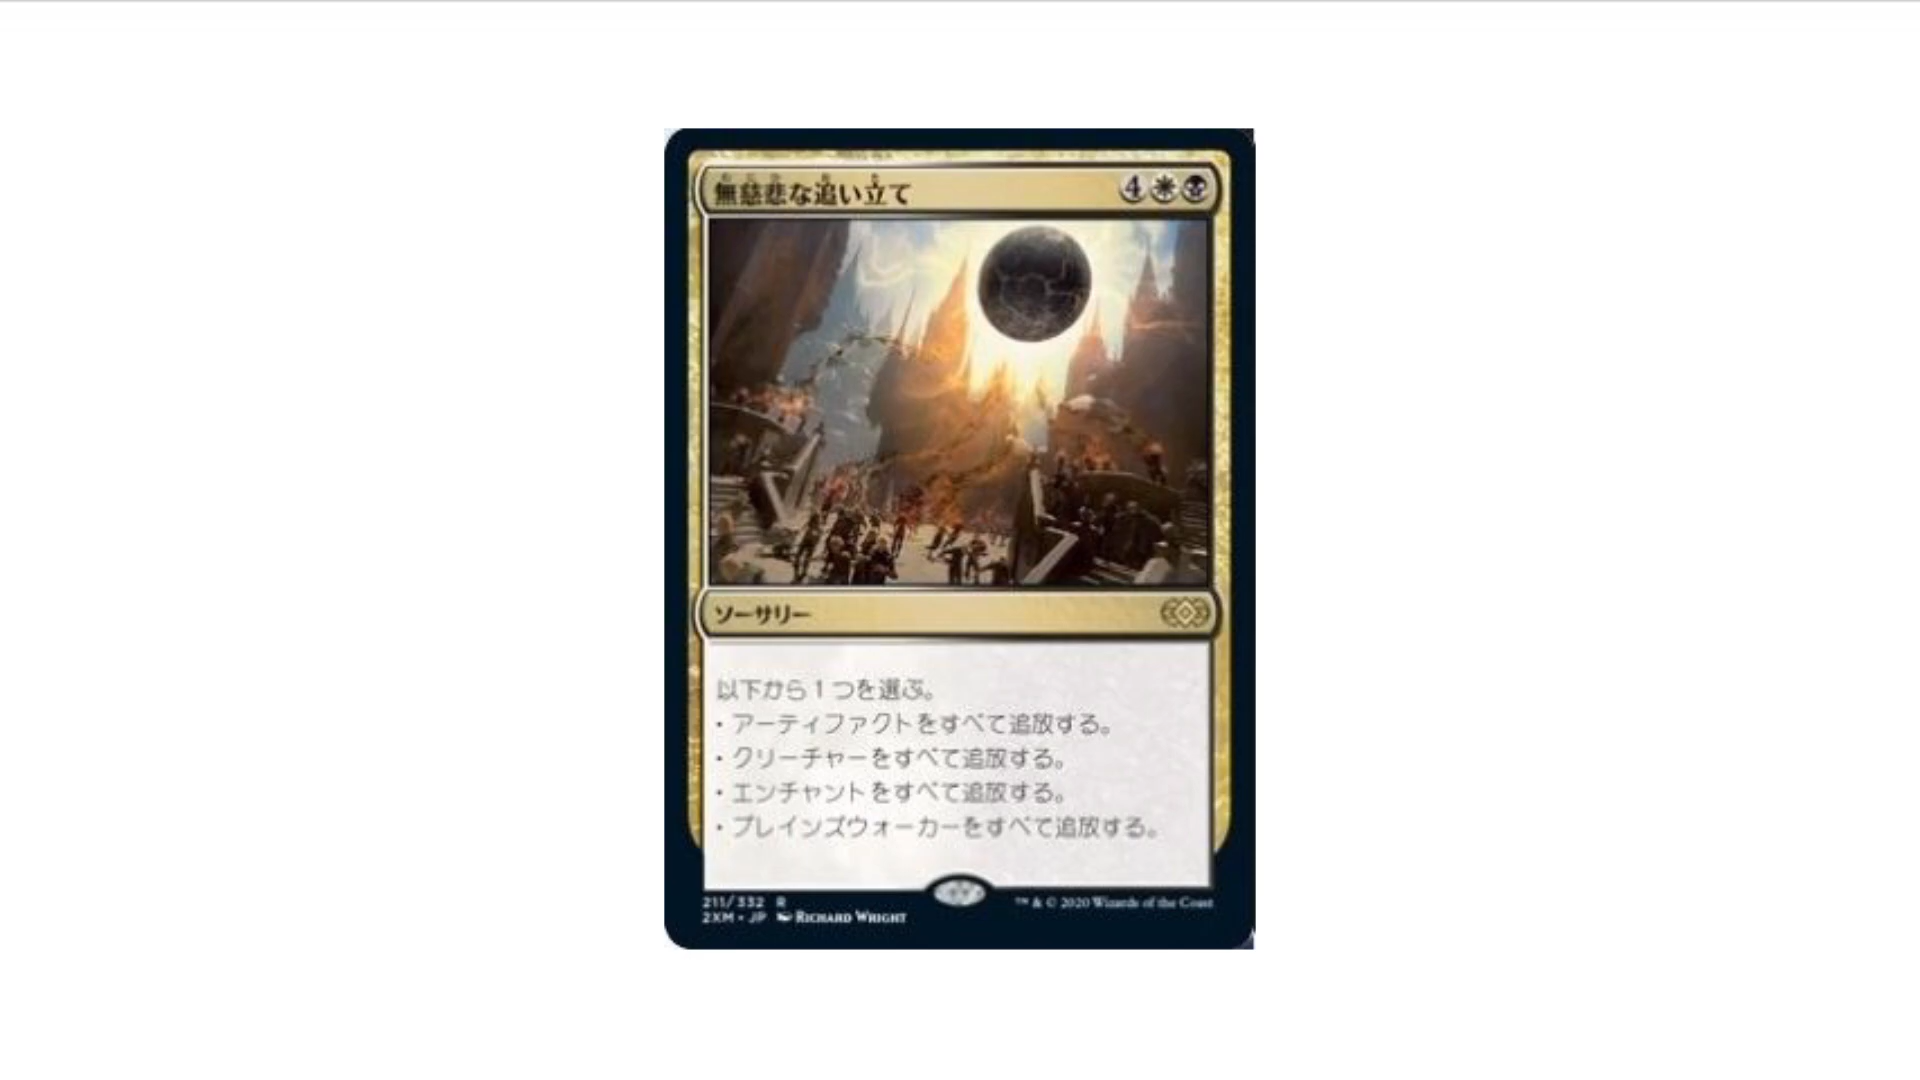 無慈悲な追い立て 4
ソーサリー
以下から1つを選ぶ。
・アーティファクトをすべて追放する。
・クリーチャーをすべて追放する。
・エンチャントをすべて追放する。
・プレインズウォーカーをすべて追放する。
211/332 R
2XM • JP RICHARD WRIGHT
™ & © 2020 Wizards of the Coast